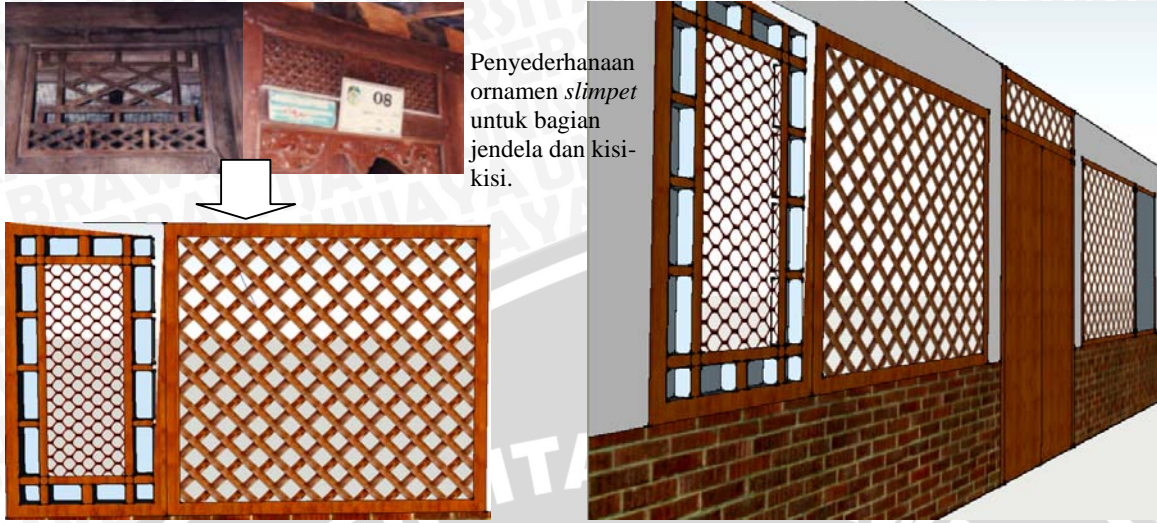 08
Penyederhanaan
ornamen slimpet
untuk bagian
jendela dan kisi-
kisi.